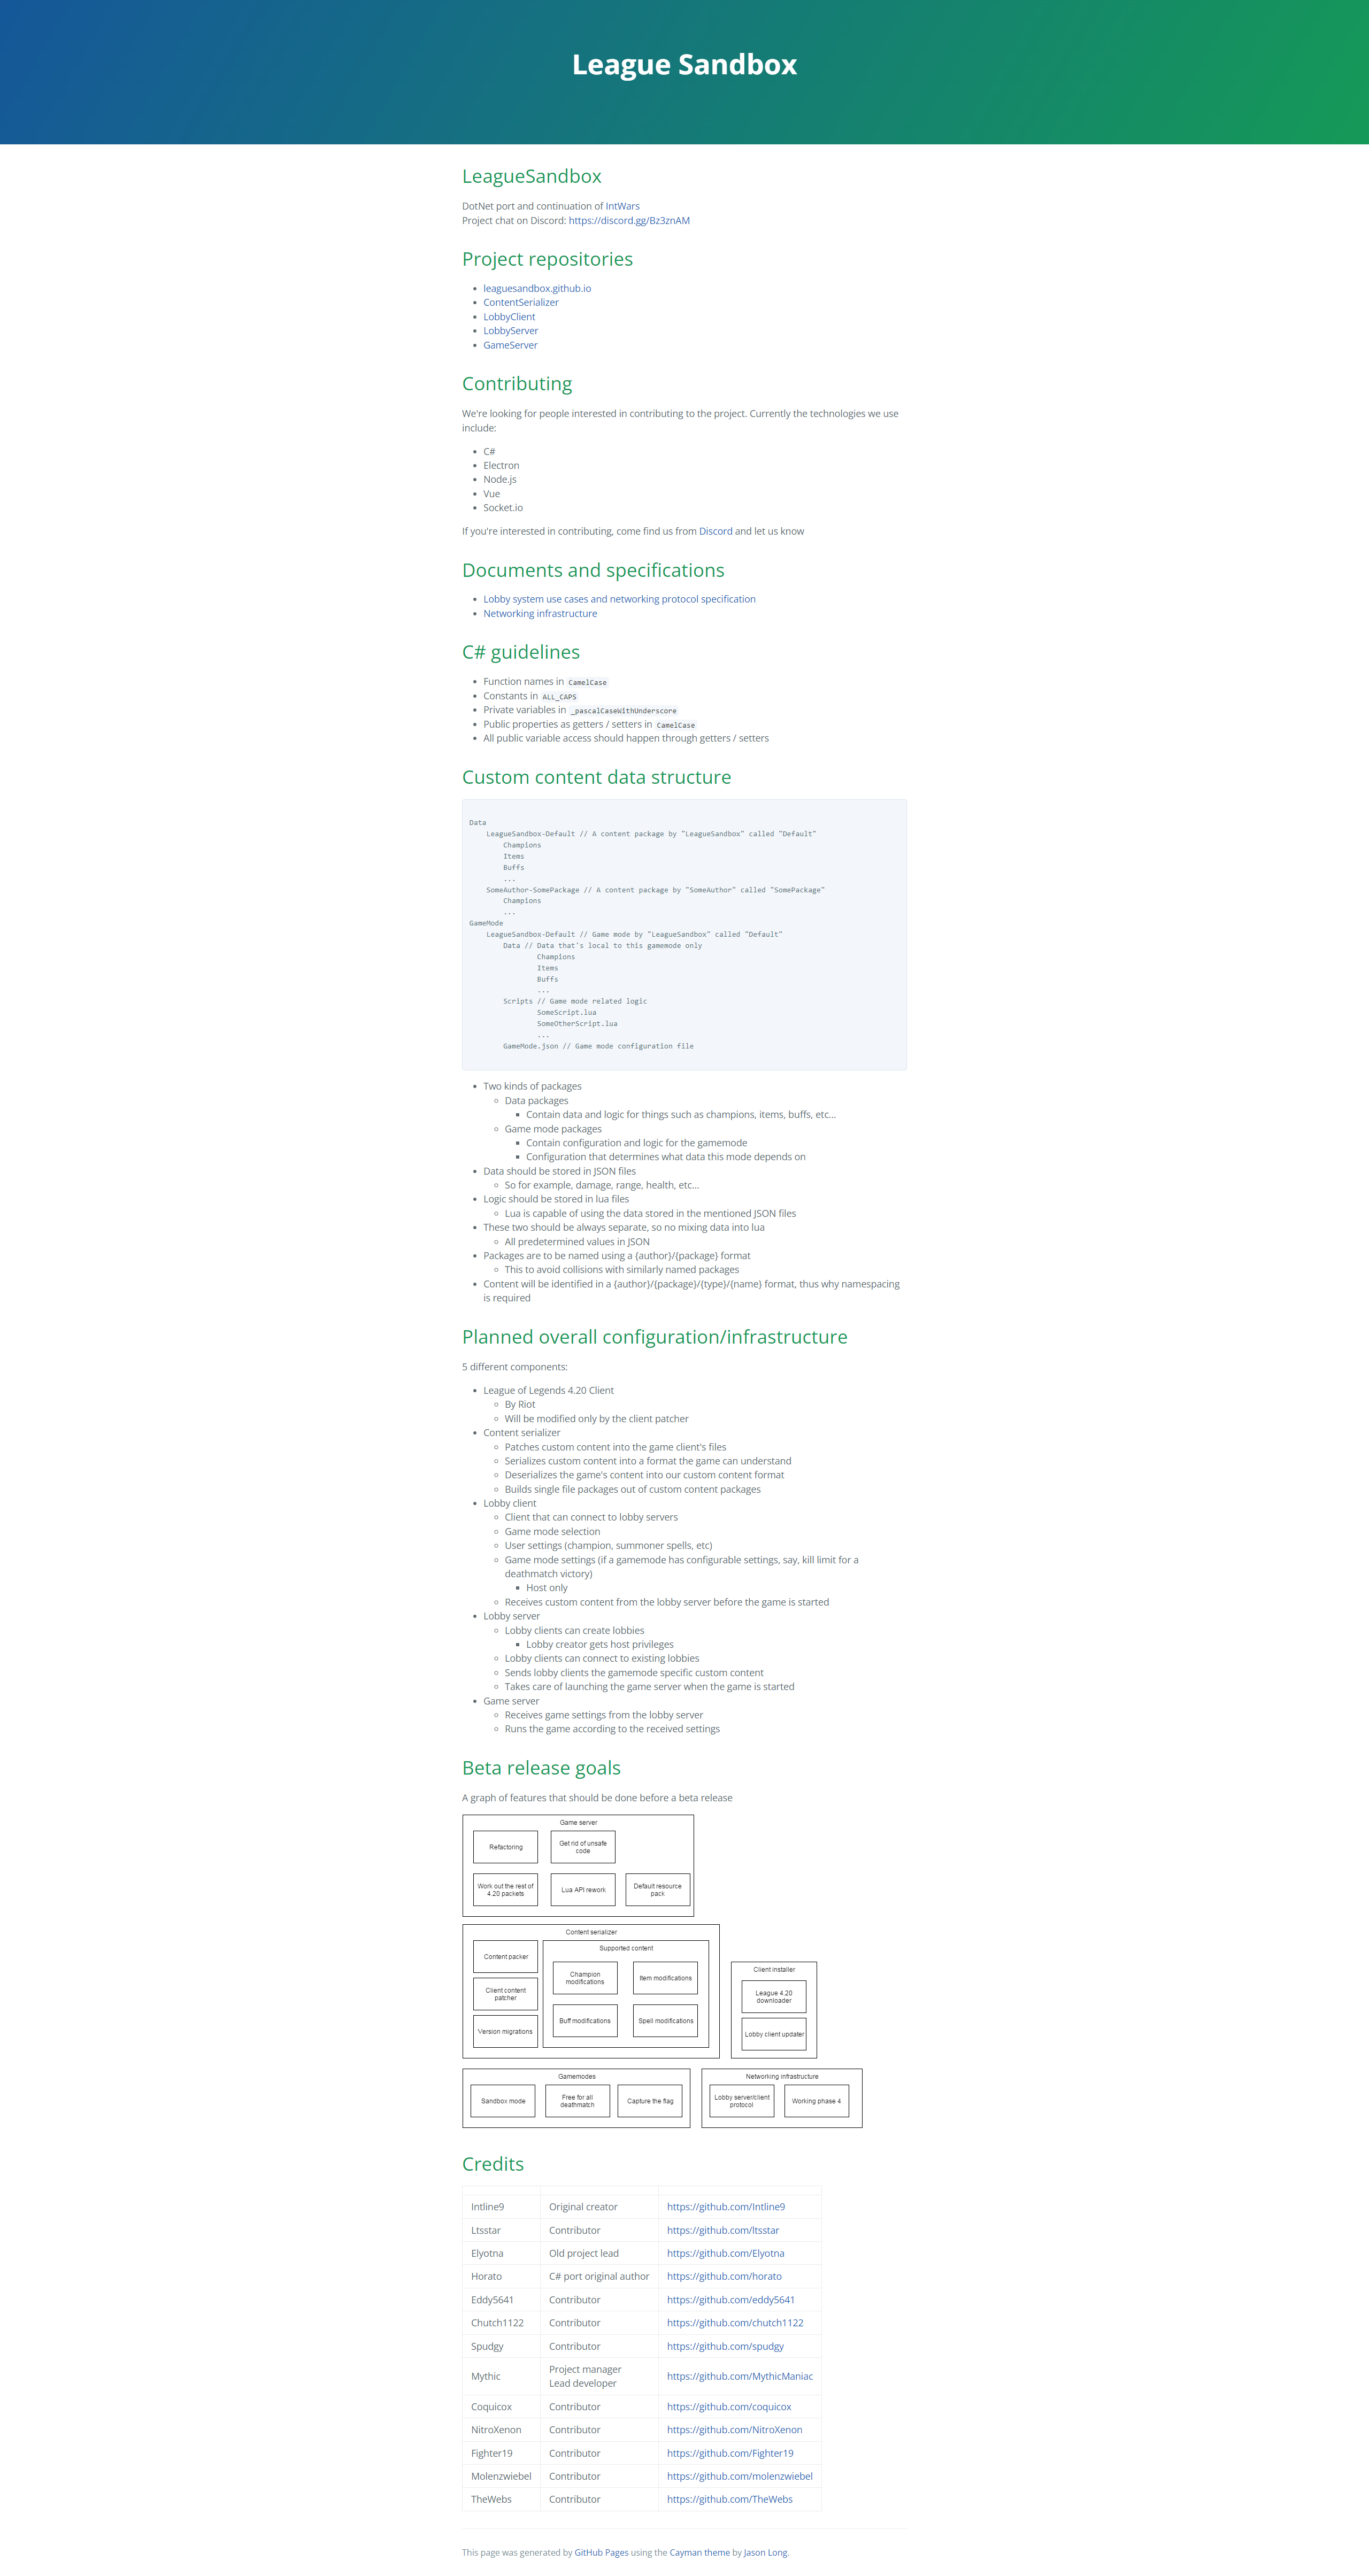 League Sandbox
LeagueSandbox
DotNet port and continuation of IntWars
Project chat on Discord: https://discord.gg/Bz3znAM
Project repositories
leaguesandbox.github.io
ContentSerializer
LobbyClient
LobbyServer
GameServer
Contributing
We're looking for people interested in contributing to the project. Currently the technologies we use
include:
C#
Electron
Node.js
Vue
Socket.io
If you're interested in contributing, come find us from Discord and let us know
Documents and specifications
Lobby system use cases and networking protocol specification
Networking infrastructure
C# guidelines
Function names in CamelCase
Constants in ALL_CAPS
Private variables in _pascalCaseWithUnderscore
Public properties as getters / setters in CamelCase
All public variable access should happen through getters / setters
Custom content data structure
Data
LeagueSandbox-Default // A content package by "LeagueSandbox" called "Default"
Champions
Items
Buffs
...
SomeAuthor-SomePackage // A content package by "SomeAuthor" called "SomePackage"
Champions
...
GameMode
LeagueSandbox-Default // Game mode by "LeagueSandbox" called "Default"
Data // Data that's local to this gamemode only
Champions
Items
Buffs
...
Scripts // Game mode related logic
SomeScript.lua
SomeOtherScript.lua
...
GameMode.json // Game mode configuration file
Two kinds of packages
Data packages
Contain data and logic for things such as champions, items, buffs, etc...
Game mode packages
Contain configuration and logic for the gamemode
Configuration that determines what data this mode depends on
Data should be stored in JSON files
So for example, damage, range, health, etc...
Logic should be stored in lua files
Lua is capable of using the data stored in the mentioned JSON files
These two should be always separate, so no mixing data into lua
All predetermined values in JSON
Packages are to be named using a {author}/{package} format
This to avoid collisions with similarly named packages
Content will be identified in a {author}/{package}/{type}/{name} format, thus why namespacing
is required
Planned overall configuration/infrastructure
5 different components:
League of Legends 4.20 Client
By Riot
Will be modified only by the client patcher
Content serializer
Patches custom content into the game client's files
Serializes custom content into a format the game can understand
Deserializes the game's content into our custom content format
Builds single file packages out of custom content packages
Lobby client
Client that can connect to lobby servers
Game mode selection
User settings (champion, summoner spells, etc)
Game mode settings (if a gamemode has configurable settings, say, kill limit for a
deathmatch victory)
Host only
Receives custom content from the lobby server before the game is started
Lobby server
Lobby clients can create lobbies
Lobby creator gets host privileges
Lobby clients can connect to existing lobbies
Sends lobby clients the gamemode specific custom content
Takes care of launching the game server when the game is started
Game server
Receives game settings from the lobby server
Runs the game according to the received settings
Beta release goals
A graph of features that should be done before a beta release
Game server
Refactoring
Get rid of unsafe
code
Work out the rest of
4.20 packets
Lua API rework
Default resource
pack
Content serializer
Content packer
Client content
patcher
Version migrations
Supported content
Champion
modifications
Item modifications
Buff modifications
Spell modifications
Client installer
League 4.20
downloader
Lobby client updater
Gamemodes
Sandbox mode
Free for all
deathmatch
Capture the flag
Networking infrastructure
Lobby server/client
protocol
Working phase 4
Credits
Intline9 Original creator https://github.com/Intline9
Ltsstar Contributor https://github.com/ltsstar
Elyotna Old project lead https://github.com/Elyotna
Horato C# port original author https://github.com/horato
Eddy5641 Contributor https://github.com/eddy5641
Chutch1122 Contributor https://github.com/chutch1122
Spudgy Contributor https://github.com/spudgy
Mythic Project manager
Lead developer https://github.com/MythicManiac
Coquicox Contributor https://github.com/coquicox
NitroXenon Contributor https://github.com/NitroXenon
Fighter19 Contributor https://github.com/Fighter19
Molenzwiebel Contributor https://github.com/molenzwiebel
TheWebs Contributor https://github.com/TheWebs
This page was generated by GitHub Pages using the Cayman theme by Jason Long.